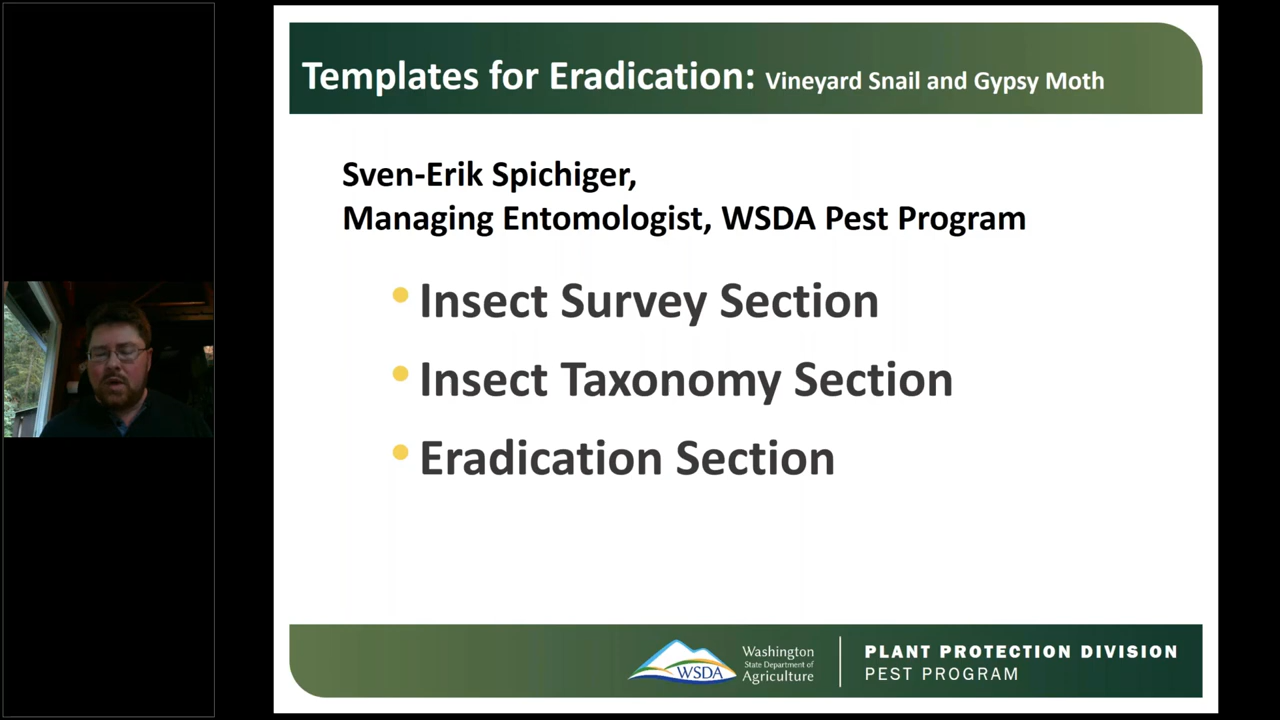 Templates for Eradication: Vineyard Snail and Gypsy Moth
Sven-Erik Spichiger,
Managing Entomologist, WSDA Pest Program
• Insect Survey Section
• Insect Taxonomy Section
• Eradication Section
WSDA
Washington
State Department of
Agriculture
PLANT PROTECTION DIVISION
PEST PROGRAM